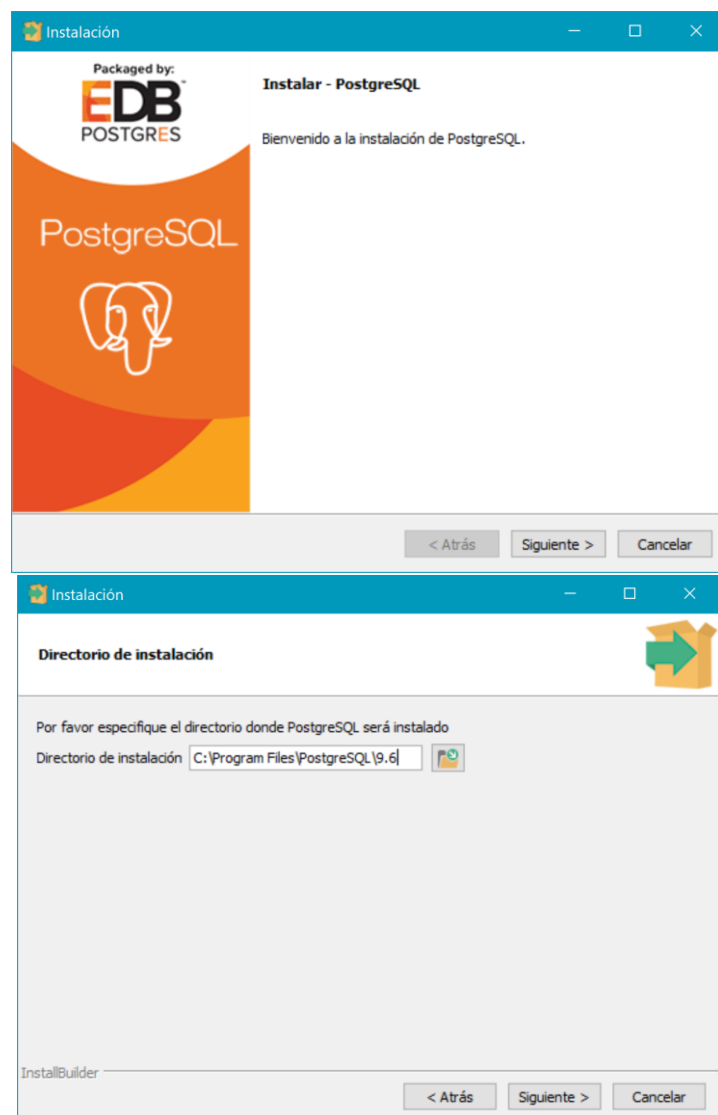 Instalación
Packaged by:
EDB
POSTGRES
PostgreSQL
Instalar - PostgreSQL
Bienvenido a la instalación de PostgreSQL.
< Atrás
Siguiente >
Cancelar
Instalación
Directorio de instalación
Por favor especifique el directorio donde PostgreSQL será instalado
Directorio de instalación C:\Program Files\PostgreSQL\9.6
InstallBuilder
< Atrás
Siguiente >
Cancelar